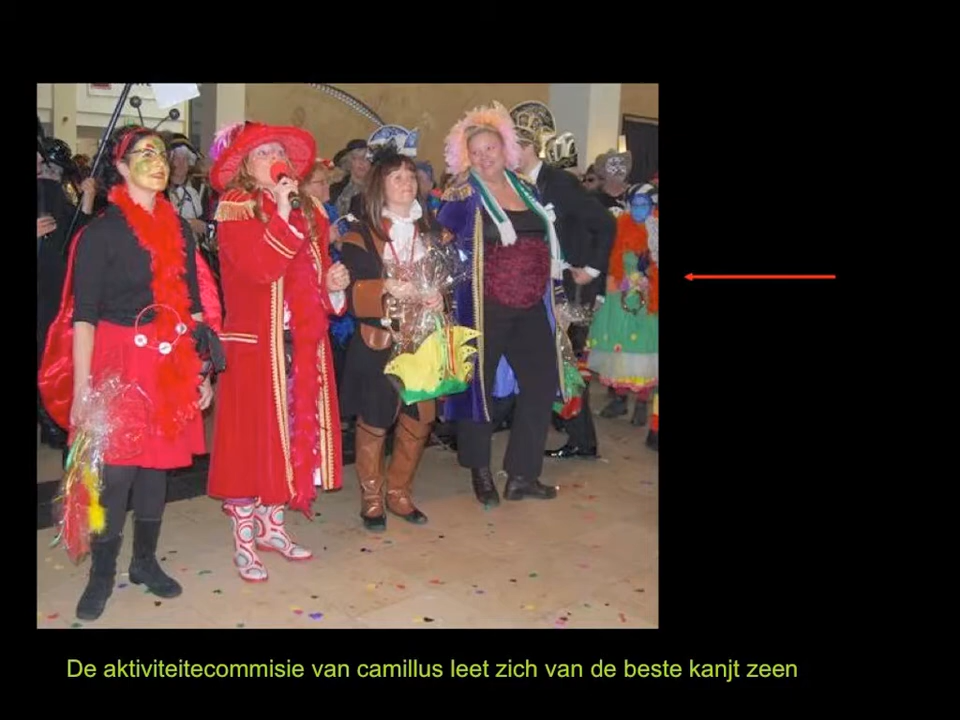 De aktiviteitecommisie van camillus leet zich van de beste kanjt zeen